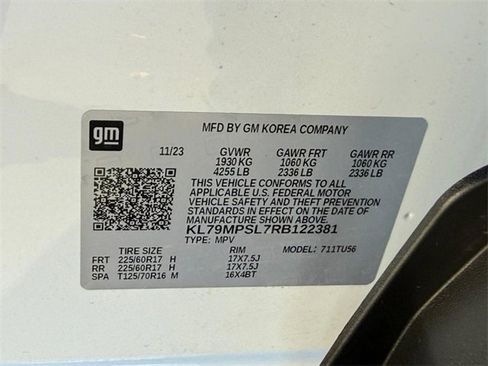 gm
MFD BY GM KOREA COMPANY
11/23 GVWR GAWR FRT GAWR RR
1930 KG 1060 KG 1060 KG
4255 LB 2336 LB 2336 LB
THIS VEHICLE CONFORMS TO ALL
APPLICABLE U.S. FEDERAL MOTOR
VEHICLE SAFETY AND THEFT PREVENTION
STANDARDS IN EFFECT ON THE DATE OF
MANUFACTURE SHOWN ABOVE.
KL79MPSL7RB122381
TYPE: MPV MODEL: 711TU56
TIRE SIZE RIM
FRT 225/60R17 H 17X7.5J
RR 225/60R17 H 17X7.5J
SPA T125/70R16 M 16X4BT